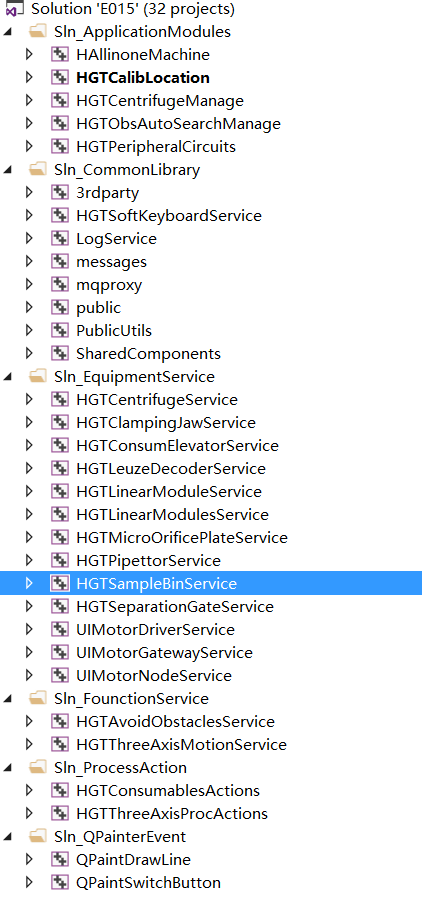 Solution 'E015' (32 projects)
Sln_ApplicationModules
HAllinoneMachine
HGTCalibLocation
HGTCentrifugeManage
HGTObsAutoSearchManage
HGTPeripheralCircuits
Sln_CommonLibrary
3rdparty
HGTSoftKeyboardService
LogService
messages
mqproxy
public
PublicUtils
SharedComponents
Sln_EquipmentService
HGTCentrifugeService
HGTClampingJawService
HGTConsumElevatorService
HGTLeuzeDecoderService
HGTLinearModuleService
HGTLinearModulesService
HGTMicroOrificePlateService
HGTPipettorService
HGTSampleBinService
HGTSeparationGateService
UIMotorDriverService
UIMotorGatewayService
UIMotorNodeService
Sln_FounctionService
HGTAvoidObstaclesService
HGTThreeAxisMotionService
Sln_ProcessAction
HGTConsumablesActions
HGTThreeAxisProcActions
Sln_QPainterEvent
QPaintDrawLine
QPaintSwitchButton